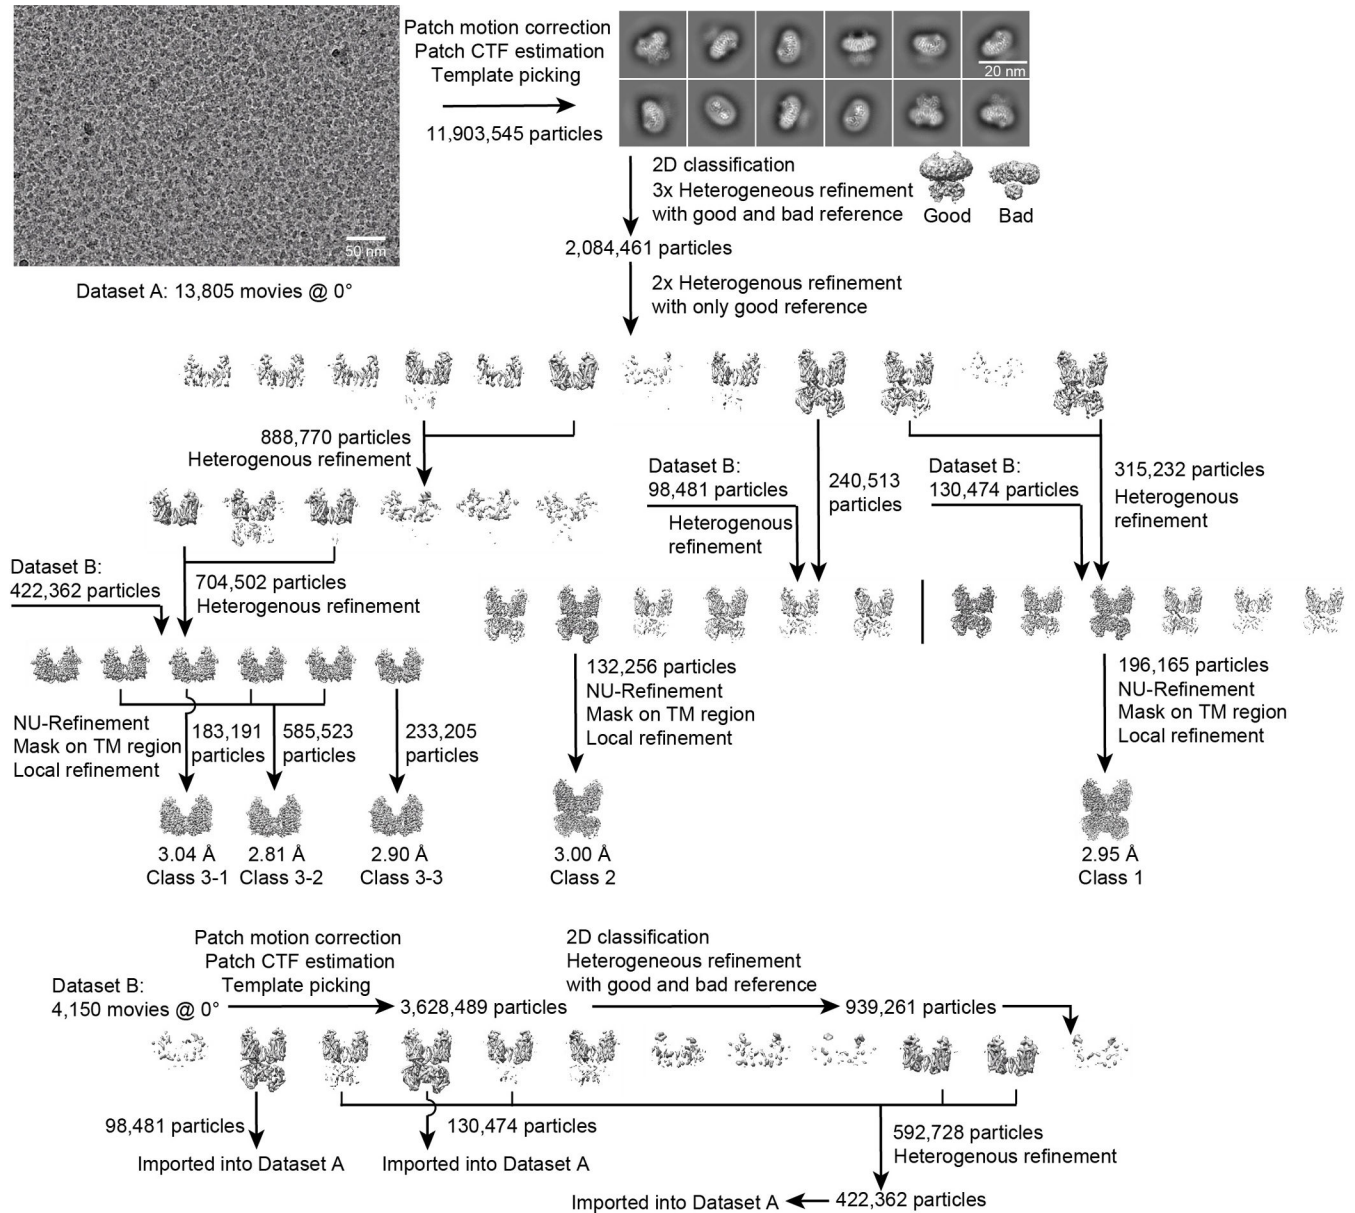 Patch motion correction
Patch CTF estimation
Template picking
11,903,545 particles
20 nm
50 nm
Dataset A: 13,805 movies @ 0°
2D classification
3x Heterogeneous refinement
with good and bad reference
Good
Bad
2,084,461 particles
2x Heterogenous refinement
with only good reference
888,770 particles
Heterogenous refinement
Dataset B:
98,481 particles
Heterogenous
refinement
240,513
particles
Dataset B:
130,474 particles
315,232 particles
Heterogenous
refinement
Dataset B:
422,362 particles
704,502 particles
Heterogenous refinement
NU-Refinement
Mask on TM region
Local refinement
183,191
particles
585,523
particles
233,205
particles
132,256 particles
NU-Refinement
Mask on TM region
Local refinement
196,165 particles
NU-Refinement
Mask on TM region
Local refinement
3.04 Å
Class 3-1
2.81 Å
Class 3-2
2.90 Å
Class 3-3
3.00 Å
Class 2
2.95 Å
Class 1
Dataset B:
4,150 movies @ 0°
Patch motion correction
Patch CTF estimation
Template picking
3,628,489 particles
2D classification
Heterogeneous refinement
with good and bad reference
939,261 particles
98,481 particles
Imported into Dataset A
130,474 particles
Imported into Dataset A
592,728 particles
Heterogenous refinement
422,362 particles
Imported into Dataset A